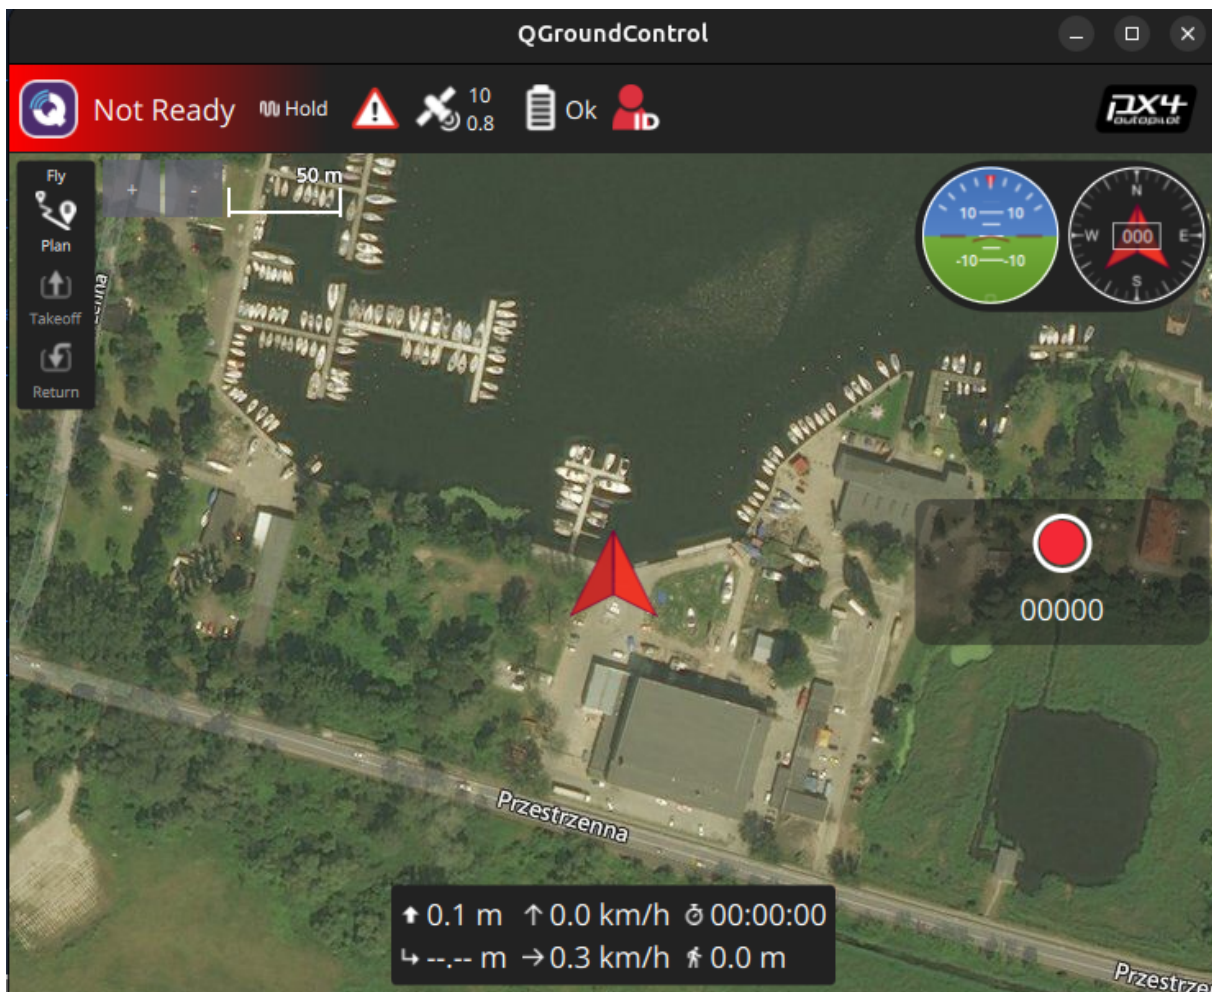 QGroundControl
Not Ready
Hold
10
0.8
Ok
ID
px4
autopilot
Fly
50 m
Plan
Takeoff
Return
10 10
-10 -10
N
W 000 E
S
00000
Przestrzenna
0.1 m 0.0 km/h 00:00:00
--.-- m 0.3 km/h 0.0 m